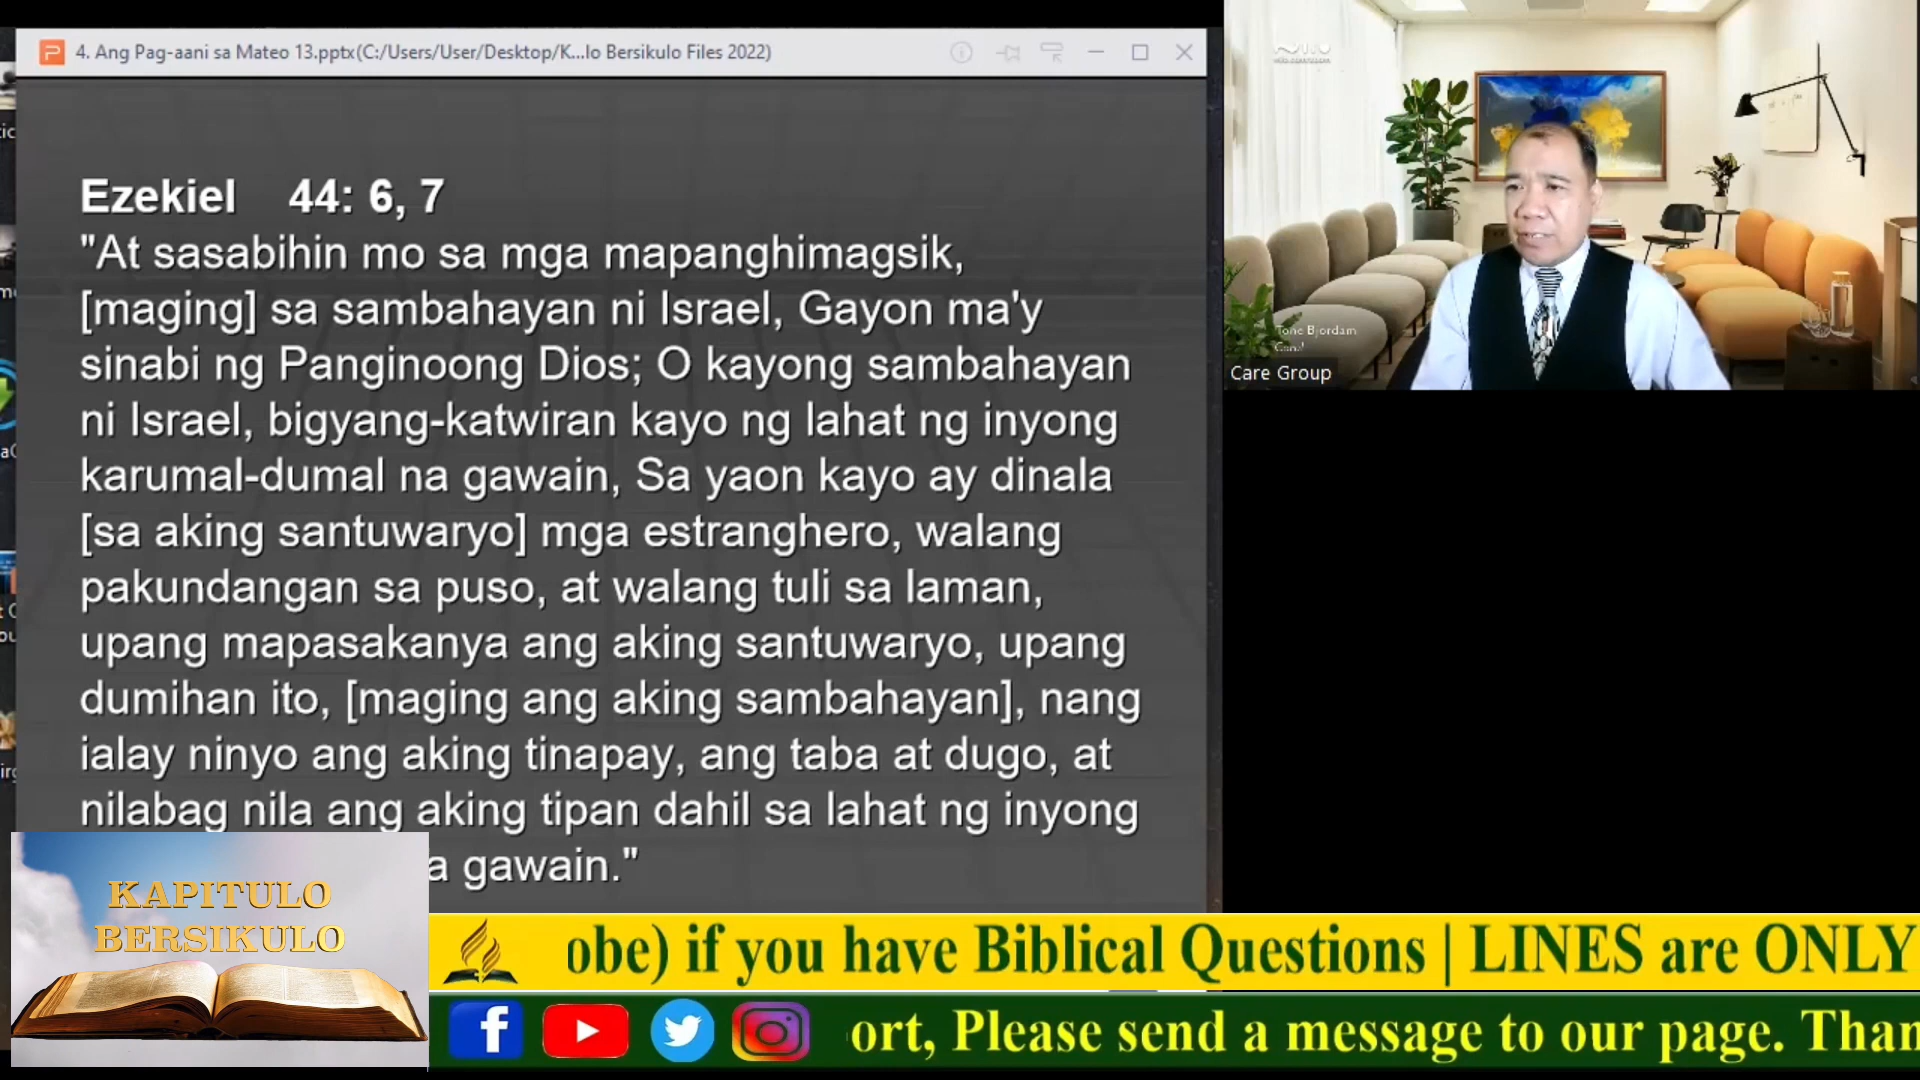 4. Ang Pag-aani sa Mateo 13.pptx(C:/Users/User/Desktop/K...lo Bersikulo Files 2022)
Ezekiel 44: 6, 7
"At sasabihin mo sa mga mapanghimagsik,
[maging] sa sambahayan ni Israel, Gayon ma'y
sinabi ng Panginoong Dios; O kayong sambahayan
ni Israel, bigyang-katwiran kayo ng lahat ng inyong
karumal-dumal na gawain, Sa yaon kayo ay dinala
[sa aking santuwaryo] mga estranghero, walang
pakundangan sa puso, at walang tuli sa laman,
upang mapasakanya ang aking santuwaryo, upang
dumihan ito, [maging ang aking sambahayan], nang
ialay ninyo ang aking tinapay, ang taba at dugo, at
nilabag nila ang aking tipan dahil sa lahat ng inyong
a gawain."
Tone Bjordam
Care Group
KAPITULO
BERSIKULO
obe) if you have Biblical Questions | LINES are ONLY
ort, Please send a message to our page. Than